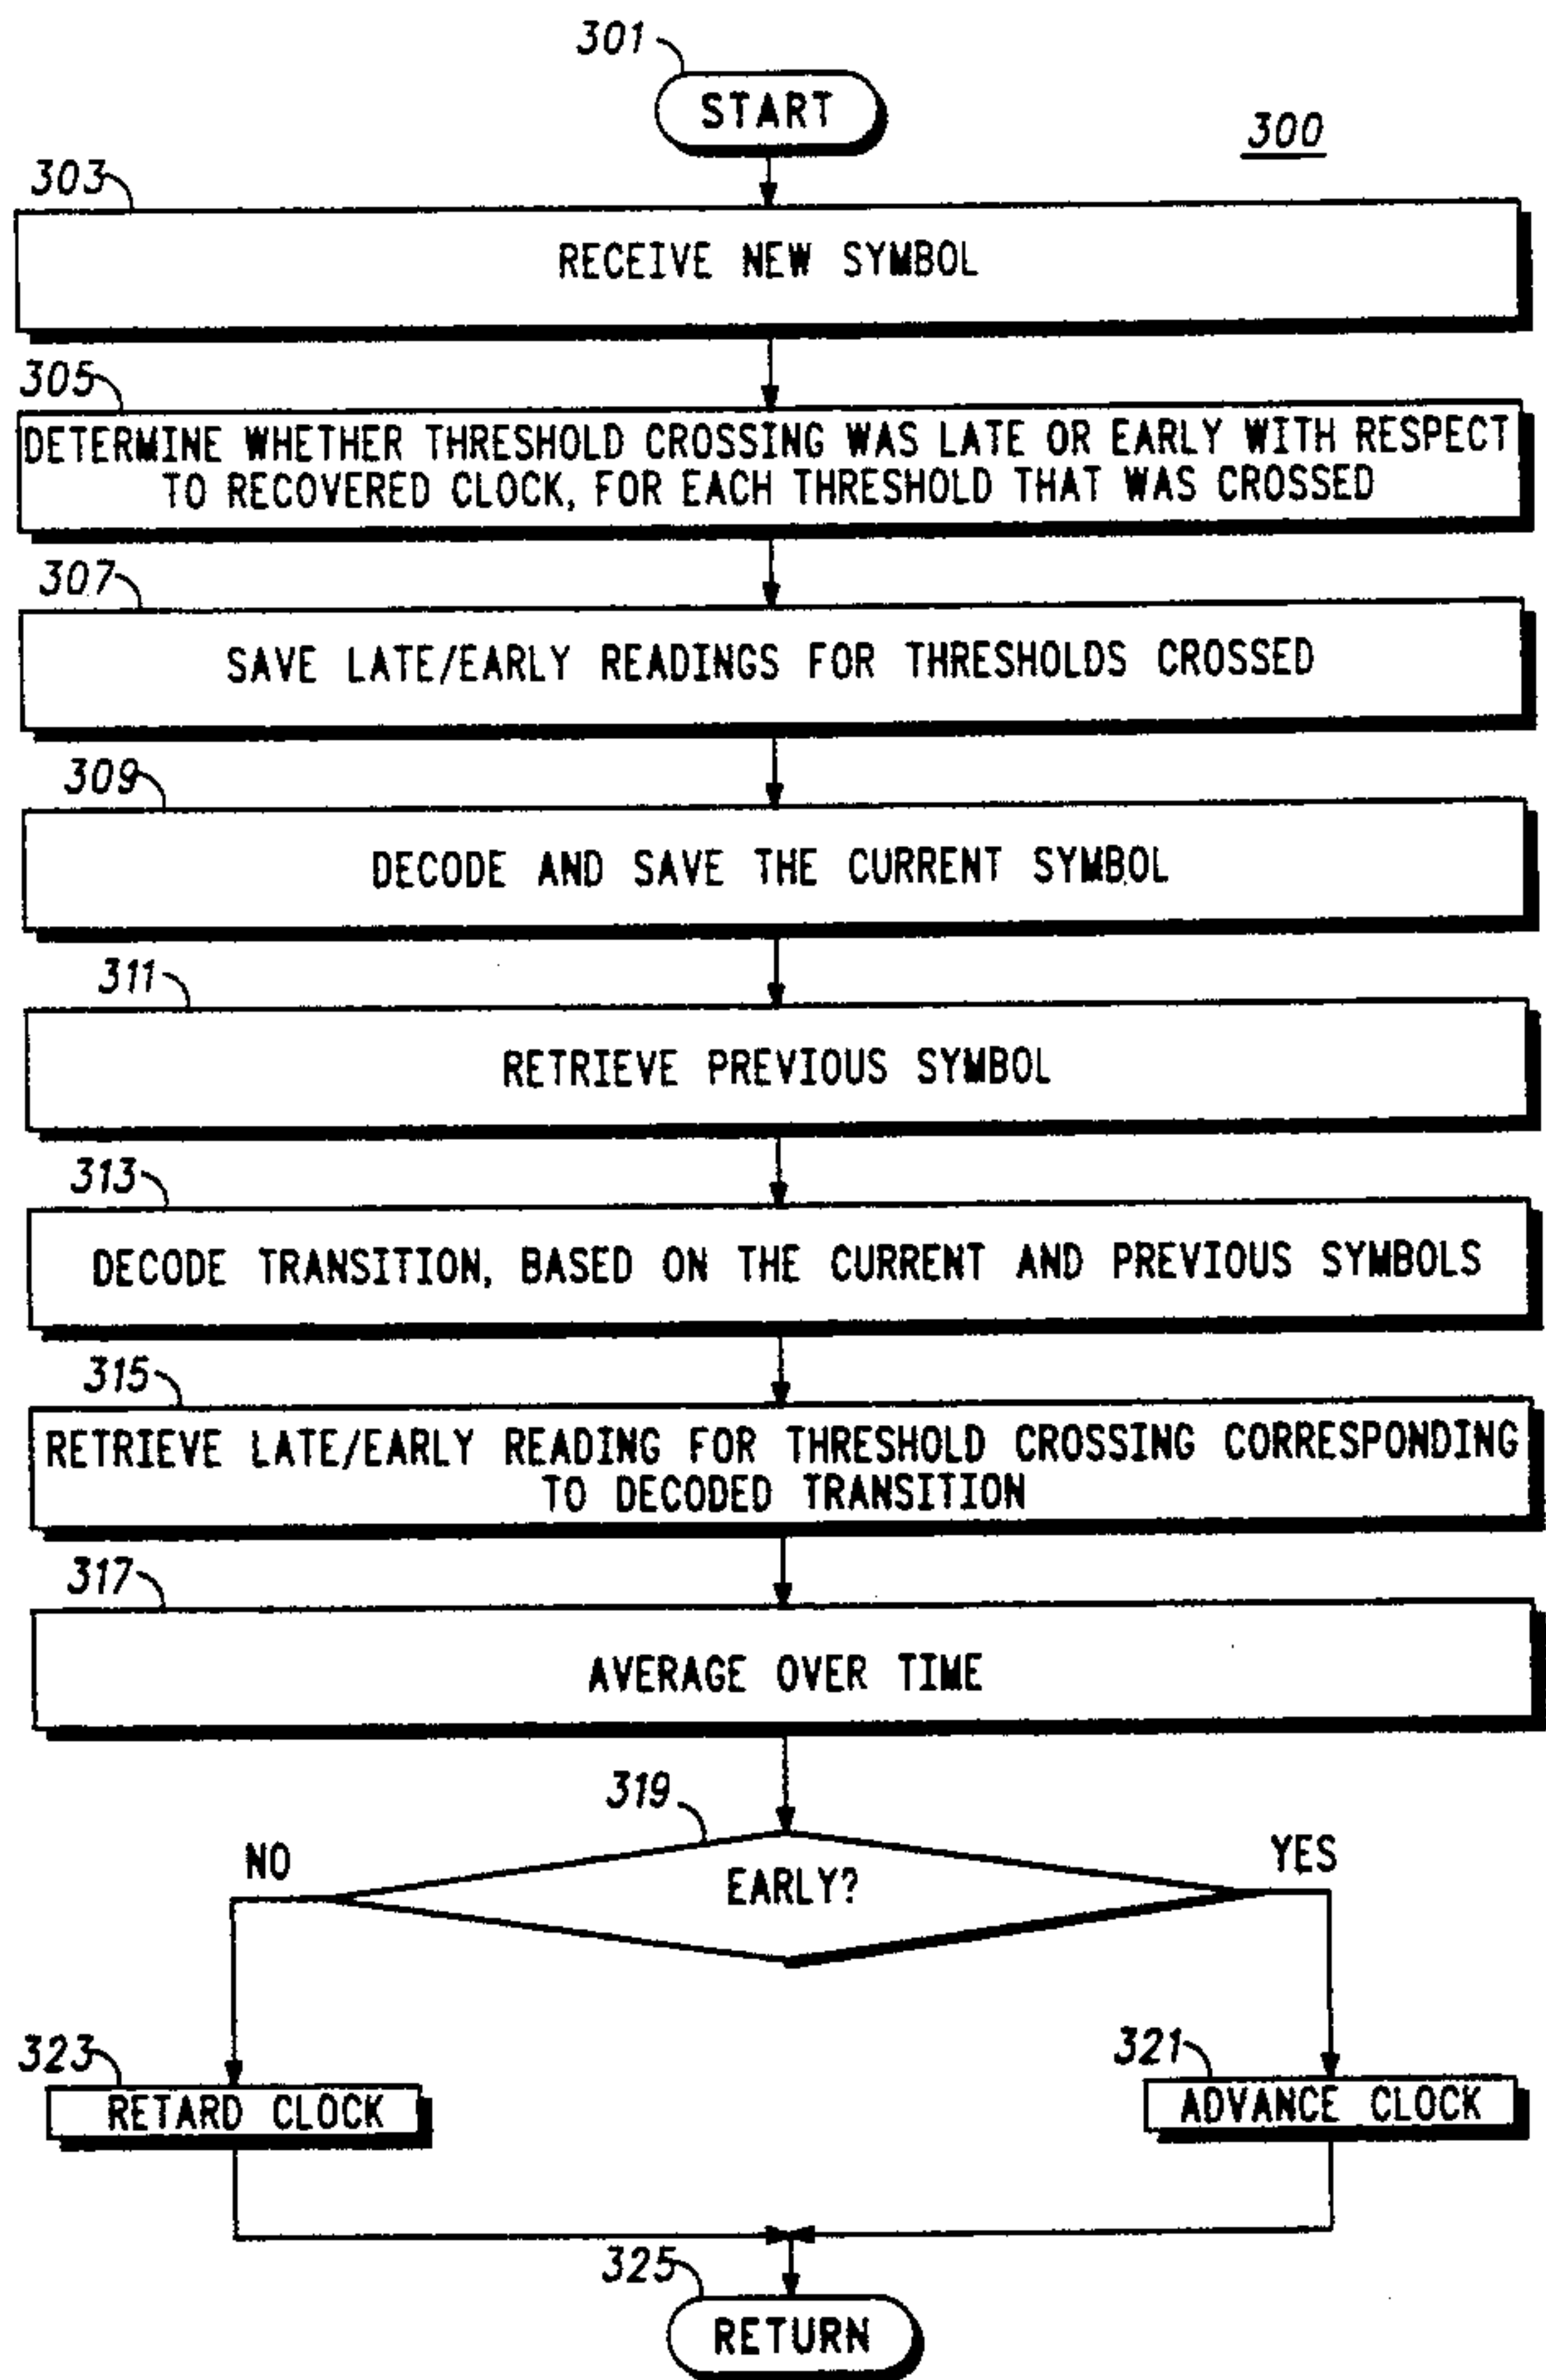 301
START
300
303
RECEIVE NEW SYMBOL
305
DETERMINE WHETHER THRESHOLD CROSSING WAS LATE OR EARLY WITH RESPECT
TO RECOVERED CLOCK, FOR EACH THRESHOLD THAT WAS CROSSED
307
SAVE LATE/EARLY READINGS FOR THRESHOLDS CROSSED
309
DECODE AND SAVE THE CURRENT SYMBOL
311
RETRIEVE PREVIOUS SYMBOL
313
DECODE TRANSITION, BASED ON THE CURRENT AND PREVIOUS SYMBOLS
315
RETRIEVE LATE/EARLY READING FOR THRESHOLD CROSSING CORRESPONDING
TO DECODED TRANSITION
317
AVERAGE OVER TIME
319
NO
EARLY?
YES
323
RETARD CLOCK
321
ADVANCE CLOCK
325
RETURN